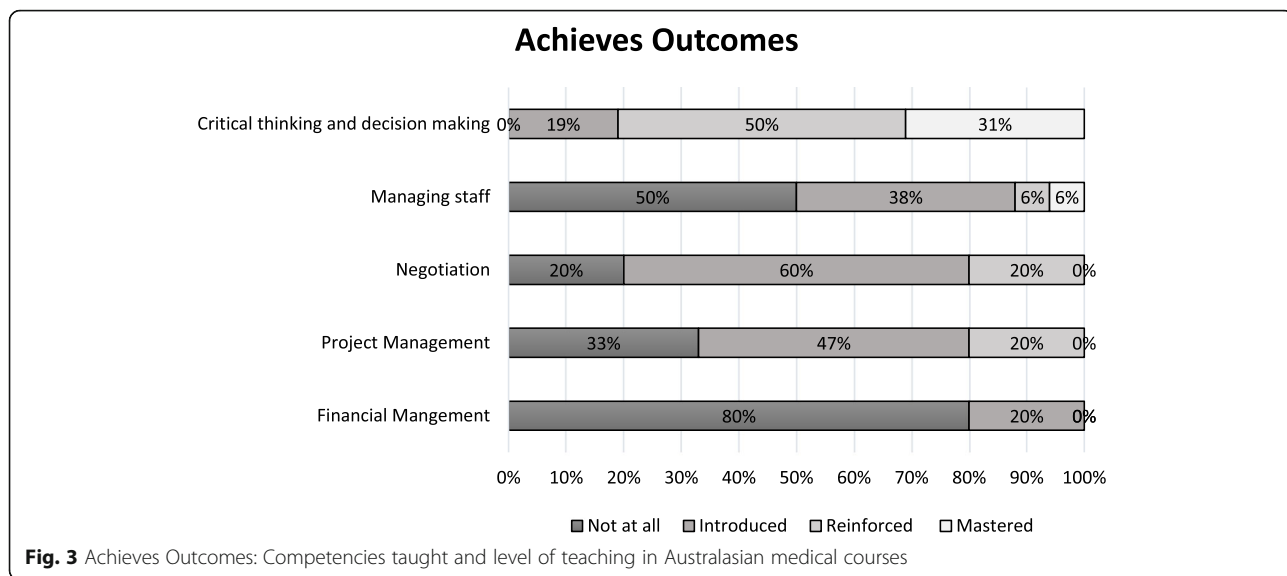 Achieves Outcomes
Critical thinking and decision making 0% 19% 50% 31%
Managing staff 50% 38% 6% 6%
Negotiation 20% 60% 20% 0%
Project Management 33% 47% 20% 0%
Financial Mangement 80% 20% 0%
0% 10% 20% 30% 40% 50% 60% 70% 80% 90% 100%
Not at all Introduced Reinforced Mastered
Fig. 3 Achieves Outcomes: Competencies taught and level of teaching in Australasian medical courses